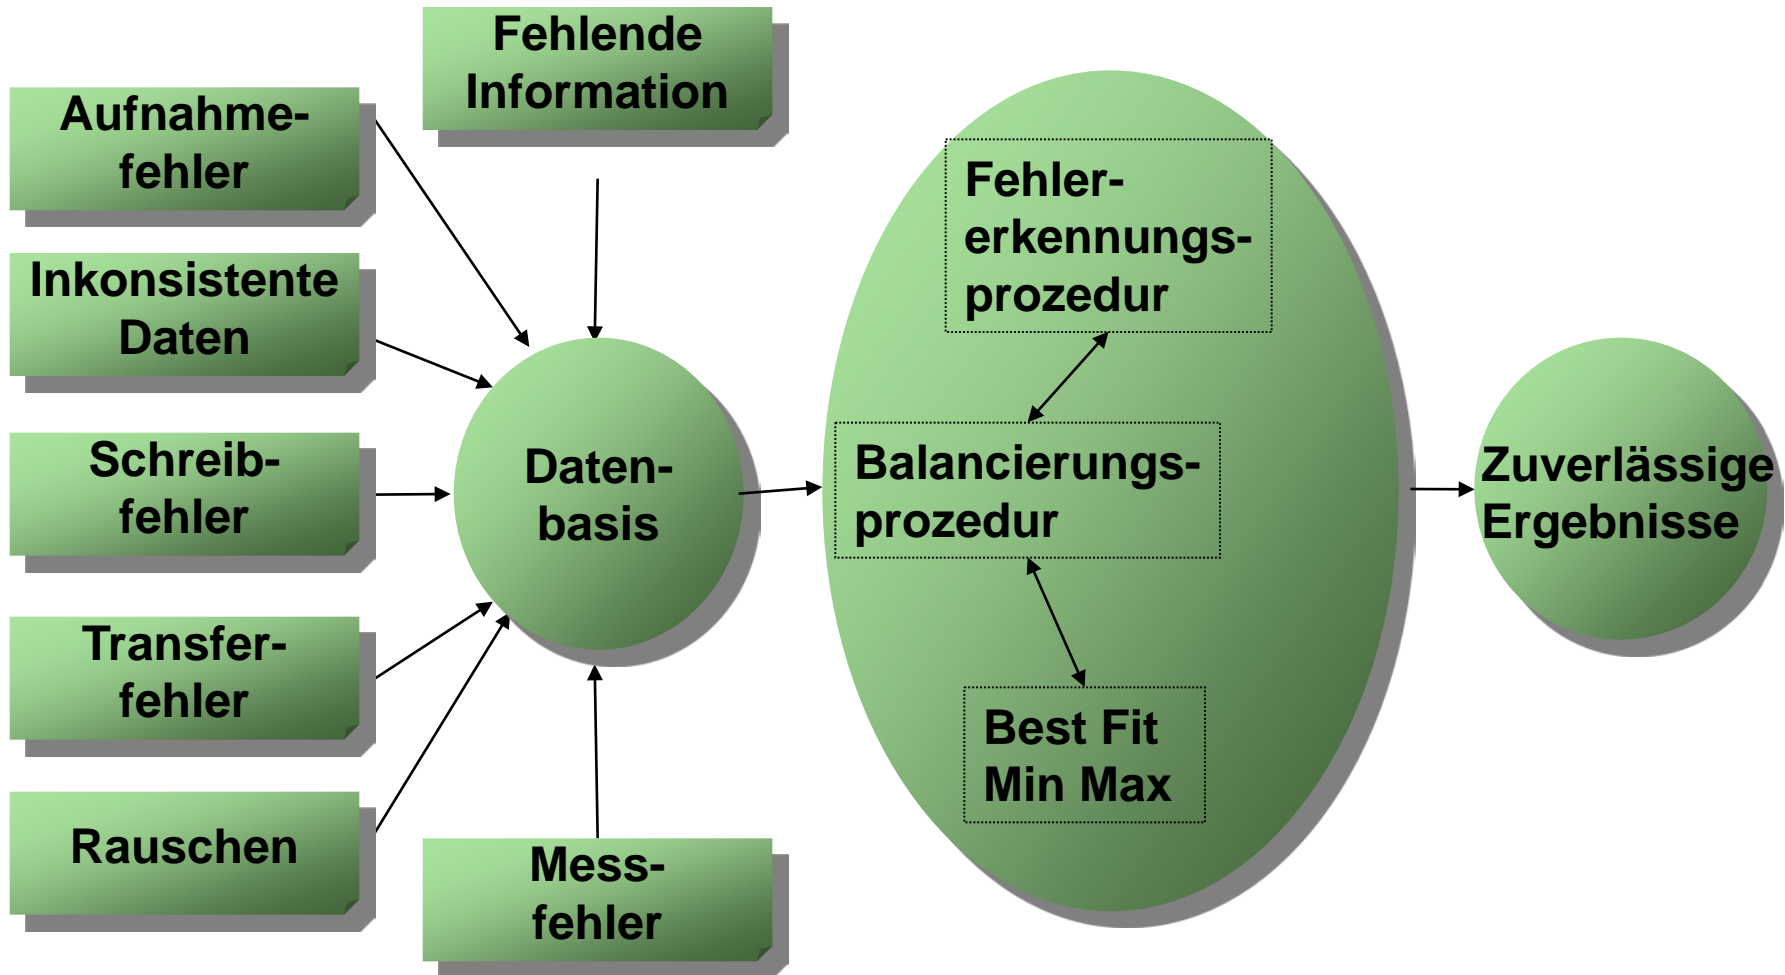 Fehlende
Information
Aufnahme-
fehler
Inkonsistente
Daten
Schreib-
fehler
Transfer-
fehler
Rauschen
Mess-
fehler
Daten-
basis
Fehler-
erkennungs-
prozedur
Balancierungs-
prozedur
Best Fit
Min Max
Zuverlässige
Ergebnisse